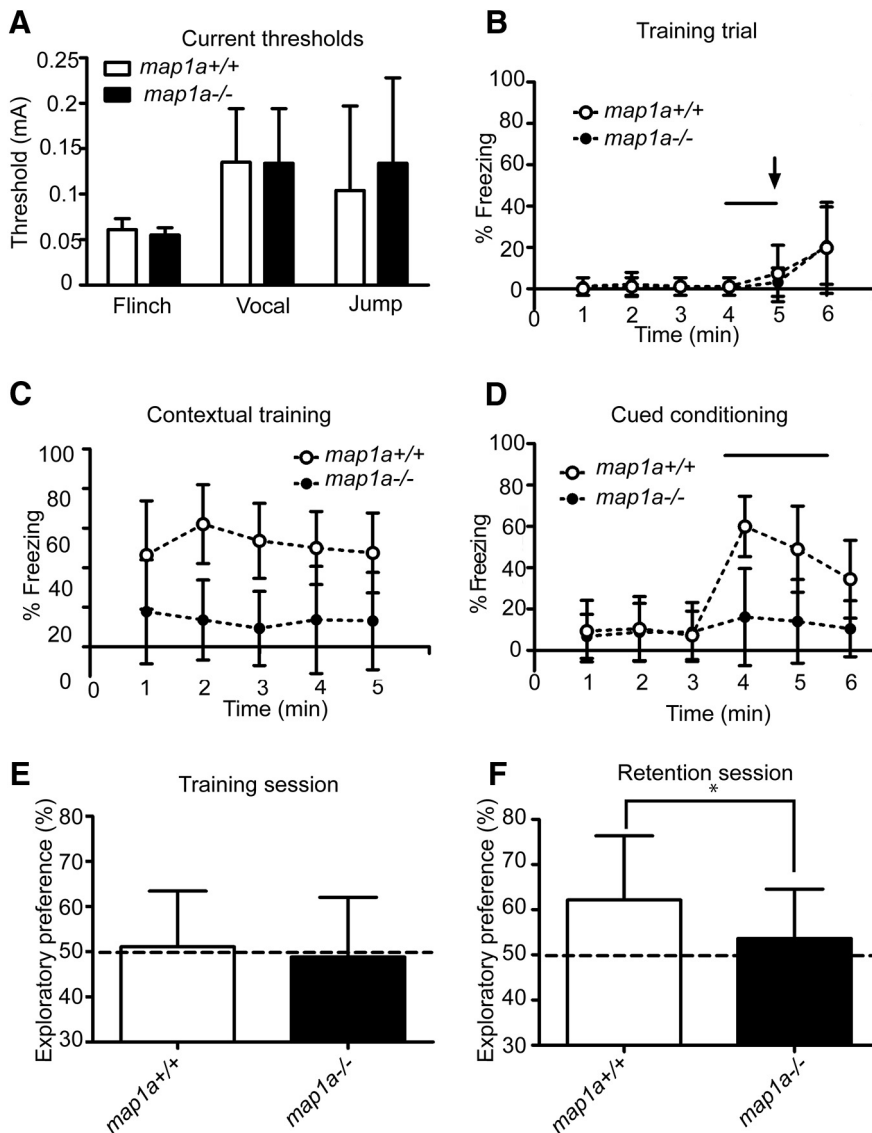 A
Current thresholds
Threshold (mA)
0.25
0.2
0.15
0.1
0.05
0
map1a+/+
map1a-/-
Flinch Vocal Jump
B
Training trial
% Freezing
100
80
60
40
20
0
map1a+/+
map1a-/-
0 1 2 3 4 5 6
Time (min)
C
Contextual training
% Freezing
100
80
60
40
20
0
map1a+/+
map1a-/-
0 1 2 3 4 5
Time (min)
D
Cued conditioning
% Freezing
100
80
60
40
20
0
map1a+/+
map1a-/-
0 1 2 3 4 5 6
Time (min)
E
Training session
Exploratory preference (%)
80
70
60
50
40
30
map1a+/+
map1a-/-
F
Retention session
*
Exploratory preference (%)
80
70
60
50
40
30
map1a+/+
map1a-/-